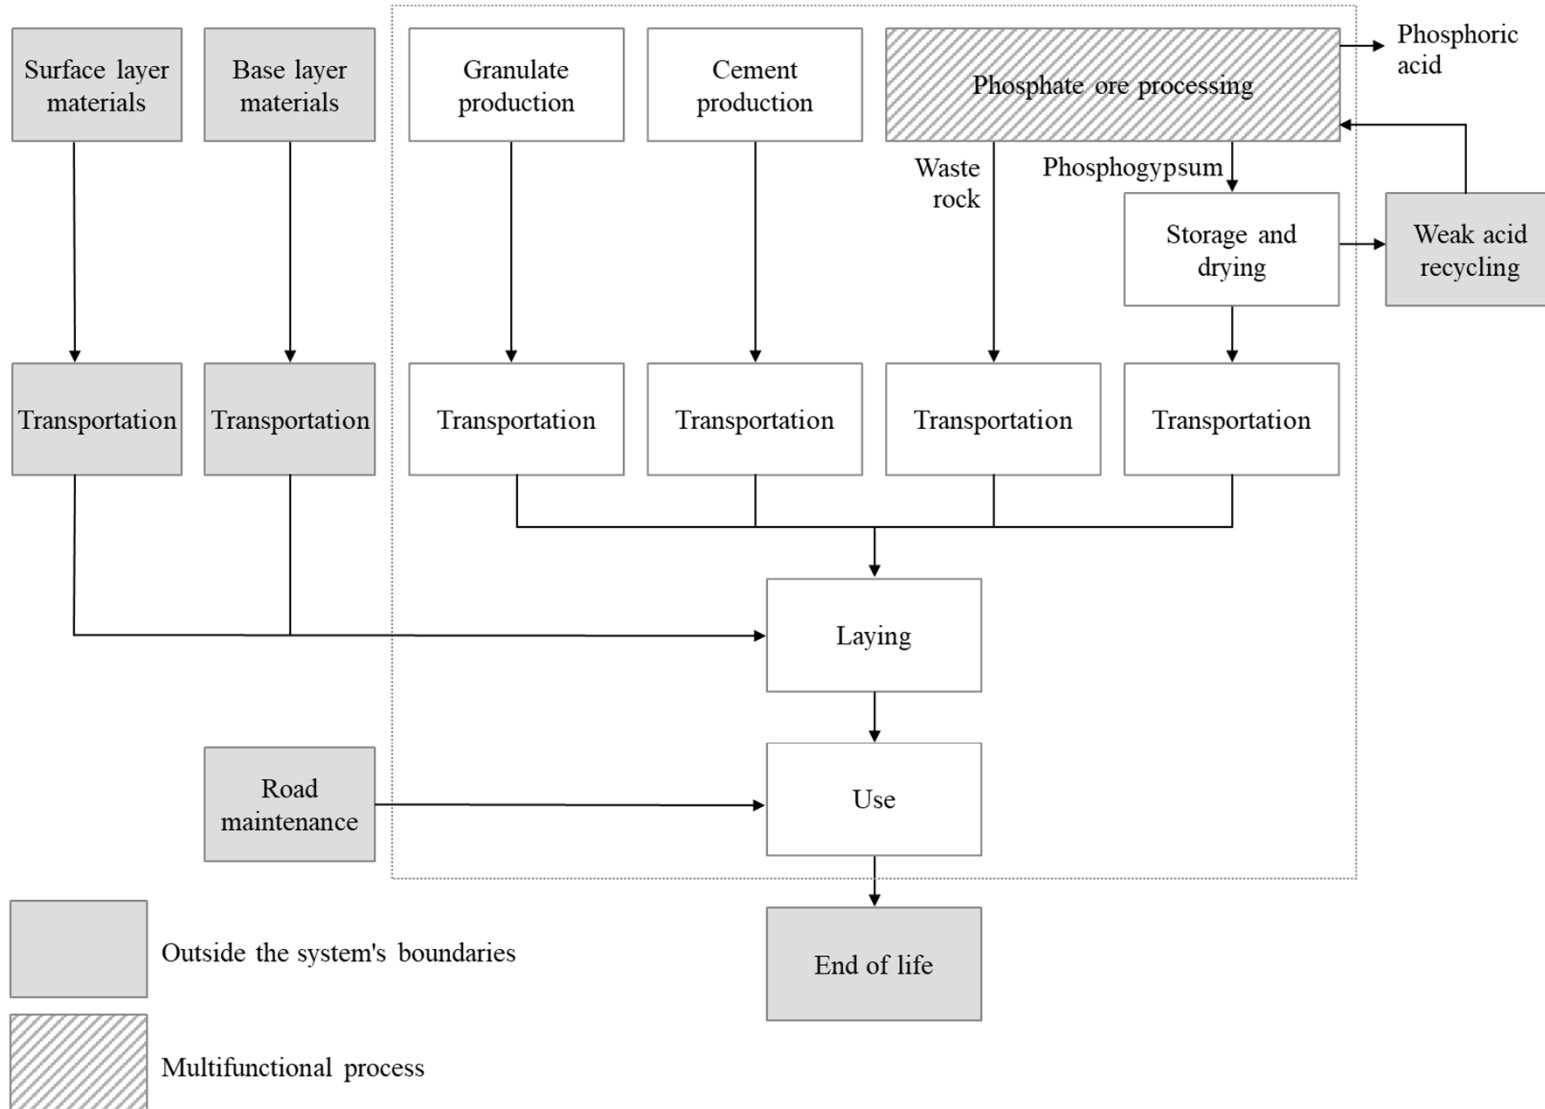 Surface layer
materials
Base layer
materials
Granulate
production
Cement
production
Phosphate ore processing
Phosphoric
acid
Waste
rock
Phosphogypsum
Storage and
drying
Weak acid
recycling
Transportation
Transportation
Transportation
Transportation
Transportation
Transportation
Laying
Road
maintenance
Use
End of life
Outside the system's boundaries
Multifunctional process